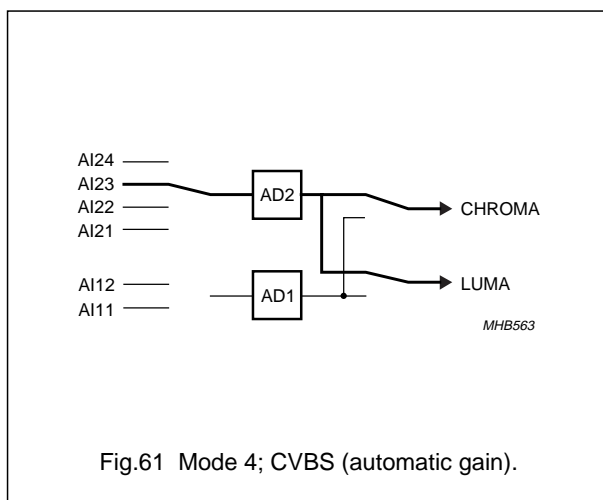 AI24
AI23
AI22
AI21
AD2
CHROMA
AI12
AI11
AD1
LUMA
MHB563
Fig.61 Mode 4; CVBS (automatic gain).